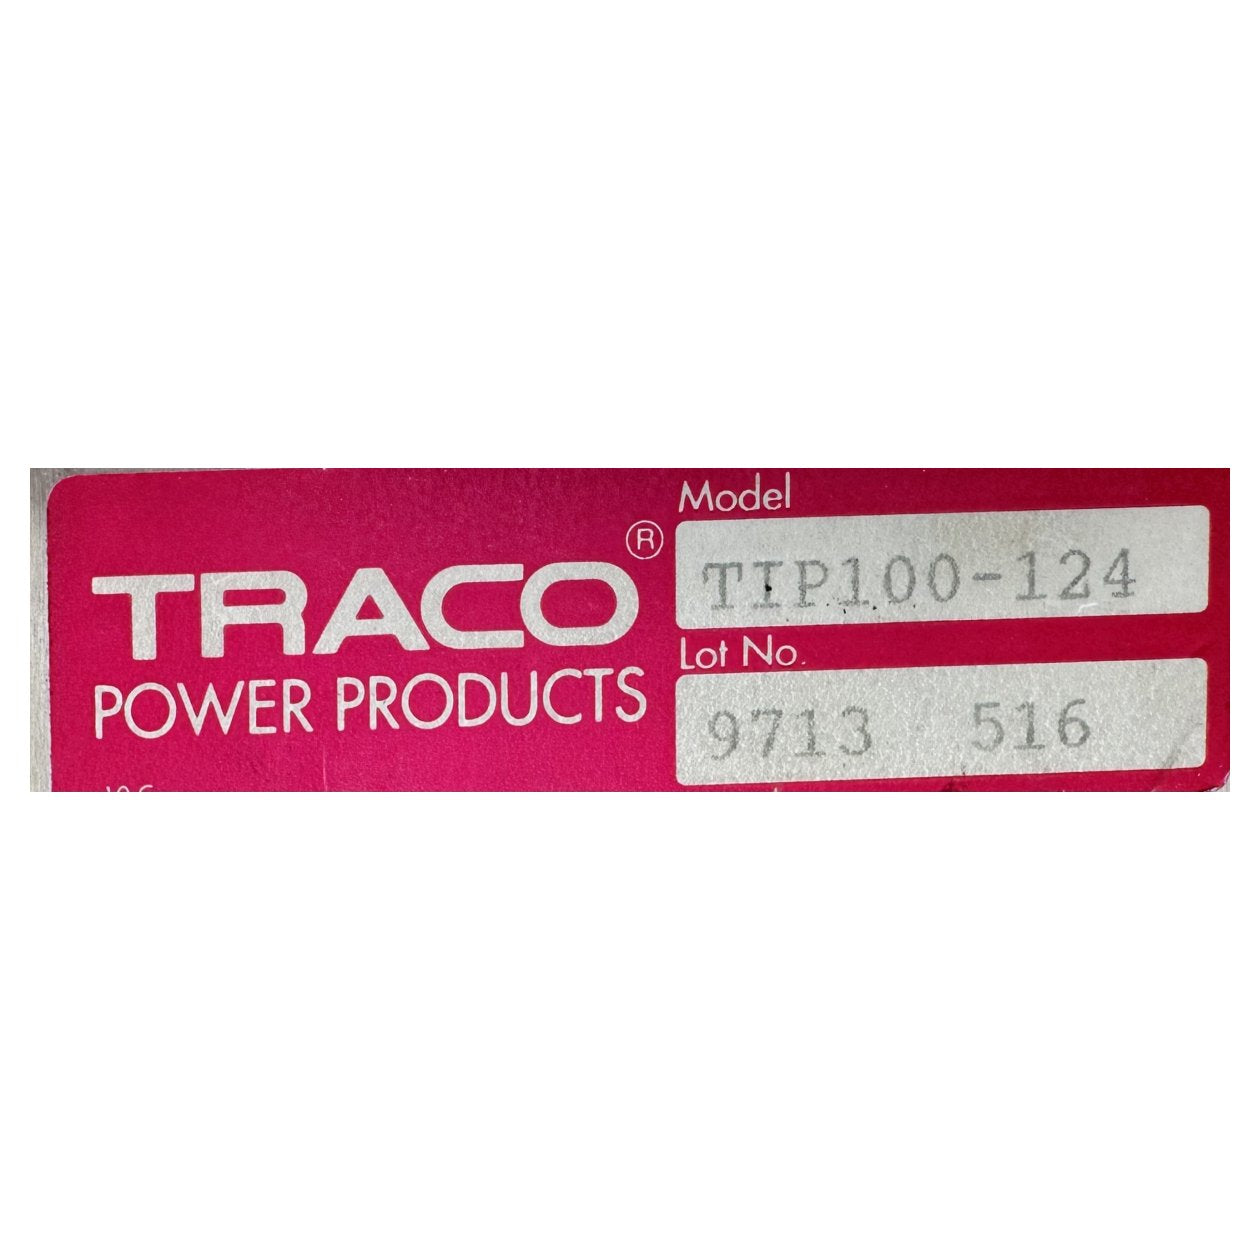 TRACO®
POWER PRODUCTS
Model
TIP100-124
Lot No.
9713 516